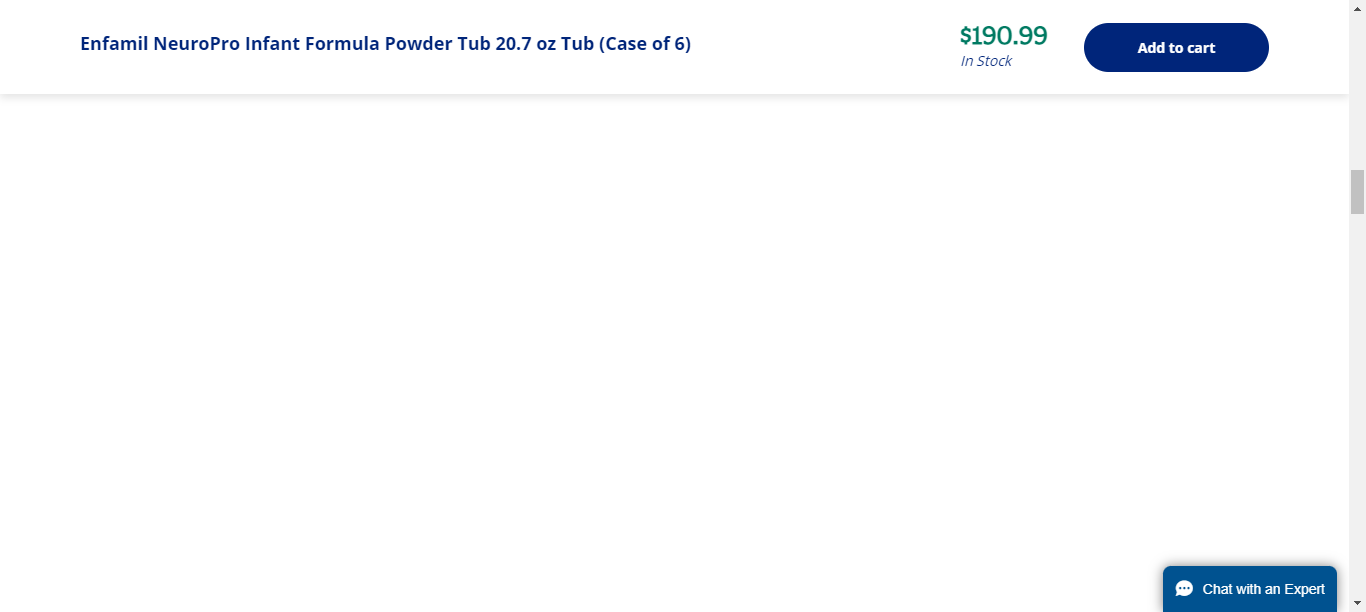 Enfamil NeuroPro Infant Formula Powder Tub 20.7 oz Tub (Case of 6)
$190.99
In Stock
Add to cart
Chat with an Expert